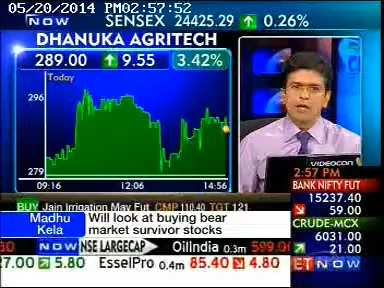 05/20/2014 PM02:57:52
NOW SENSEX 24425.29 0.26%
DHANUKA AGRITECH
289.00 9.55 3.42%
Today
296
279
09:16 12:06 14:56
VIDEOCON
2:57 PM
BANK NIFTY FUT
15237.40
59.00
CRUDE-MCX
6031.00
21.00
BUY Jain Irrigation May Fut CMP 110.40 TGT 121
Madhu Kela
Will look at buying bear
market survivor stocks
30 NOW NSE LARGECAP OilIndia 0.3m 599.00
27.00 5.80 EsselPro 0.4m 85.40 4.80
ET NOW